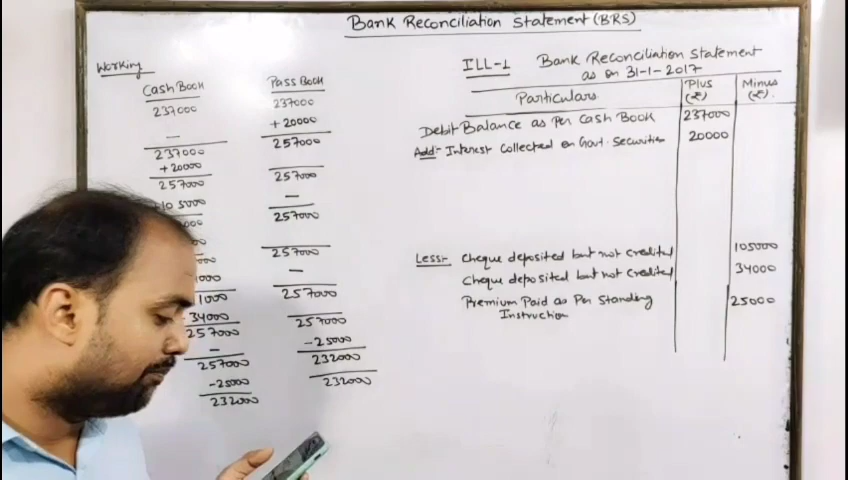 Bank Reconciliation Statement (BRS)
Working
Cash Book
237000
—
237000
+20000
257000
000
000
1000
-34000
257000
—
257000
-25000
232000
Pass Book
237000
+20000
257000
257000
—
257000
257000
—
257000
257000
-25000
232000
232000
ILL-1 Bank Reconciliation Statement
as on 31-1-2017
Particulars Plus (₹) Minus (₹).
Debit Balance as Per Cash Book 237000
Add:- Interest Collected on Govt. Securities 20000
Less:- Cheque deposited but not credited 105000
Cheque deposited but not credited 34000
Premium Paid as Per Standing
Instruction 25000